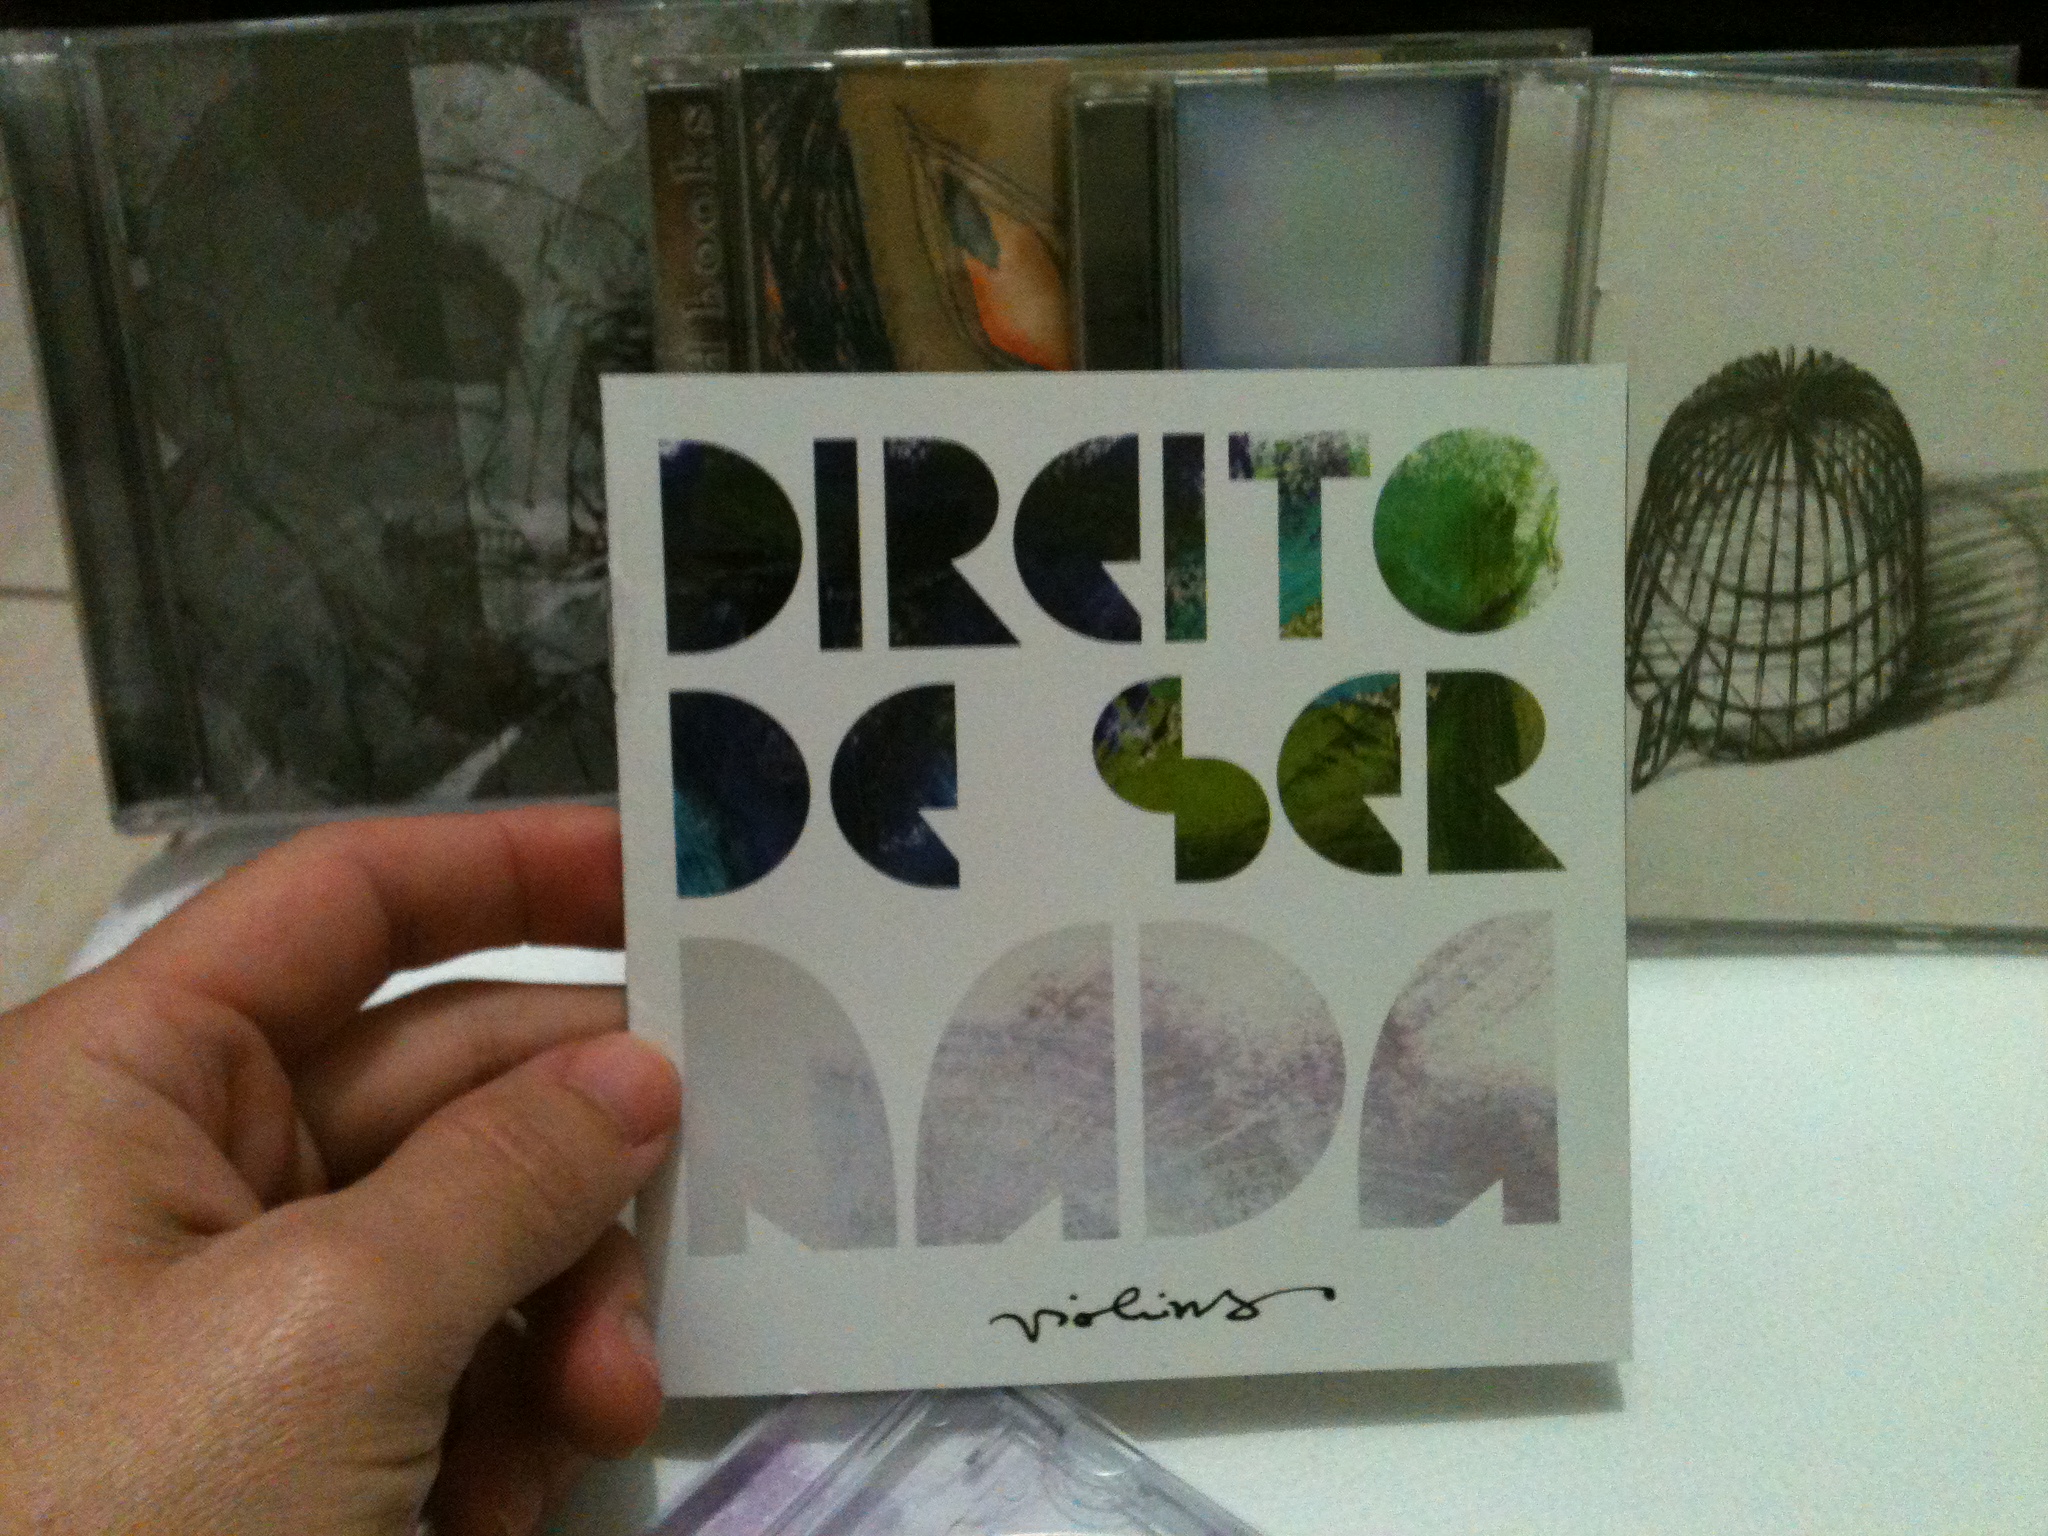 DIREITO
DE SER
NADA
violins